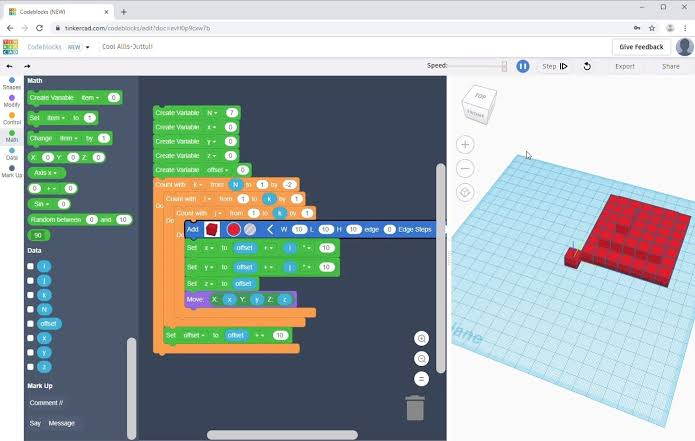 Codeblocks (NEW)
tinkercad.com/codeblocks/edit?doc=evH0p9cxw7b
Codeblocks NEW Cool Allis-Juttuli
Give Feedback
Speed: Step Export Share
Shapes
Modify
Control
Math
Data
Mark Up
Math
Create Variable item 0
Set item to 1
Change item by 1
X: 0 Y: 0 Z: 0
Axis x
0 + 0
Sin 0
Random between 0 and 10
90
Data
i
j
k
N
offset
x
y
z
Mark Up
Comment //
Say Message
Create Variable N 7
Create Variable x 0
Create Variable y 0
Create Variable z 0
Create Variable offset 0
Count with k from N to 1 by -2
Do Count with i from 1 to k by 1
Do Count with j from 1 to k by 1
Do Add W 10 L 10 H 10 edge 0 Edge Steps
Set x to offset + i * 10
Set y to offset + j * 10
Set z to offset
Move: X: x Y: y Z: z
Set offset to offset + 10
TOP
FRONT